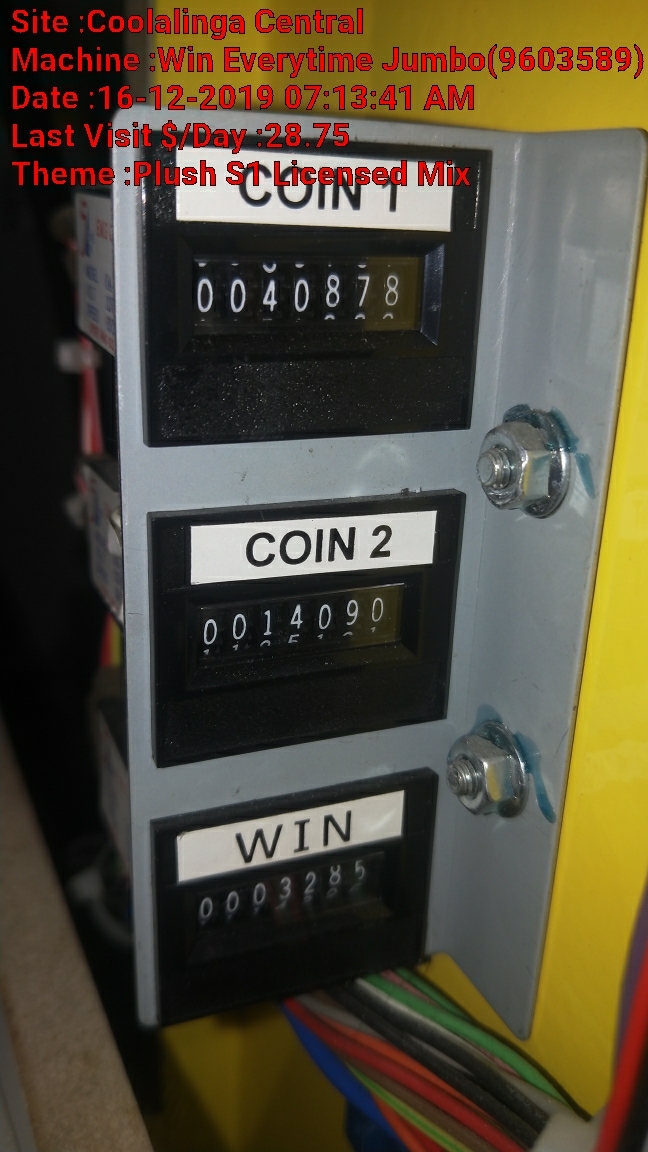 Site :Coolalinga Central
Machine :Win Everytime Jumbo(9603589)
Date :16-12-2019 07:13:41 AM
Last Visit $/Day :28.75
Theme :Plush S1 Licensed Mix
COIN 1
0040878
COIN 2
0014090
WIN
0003285